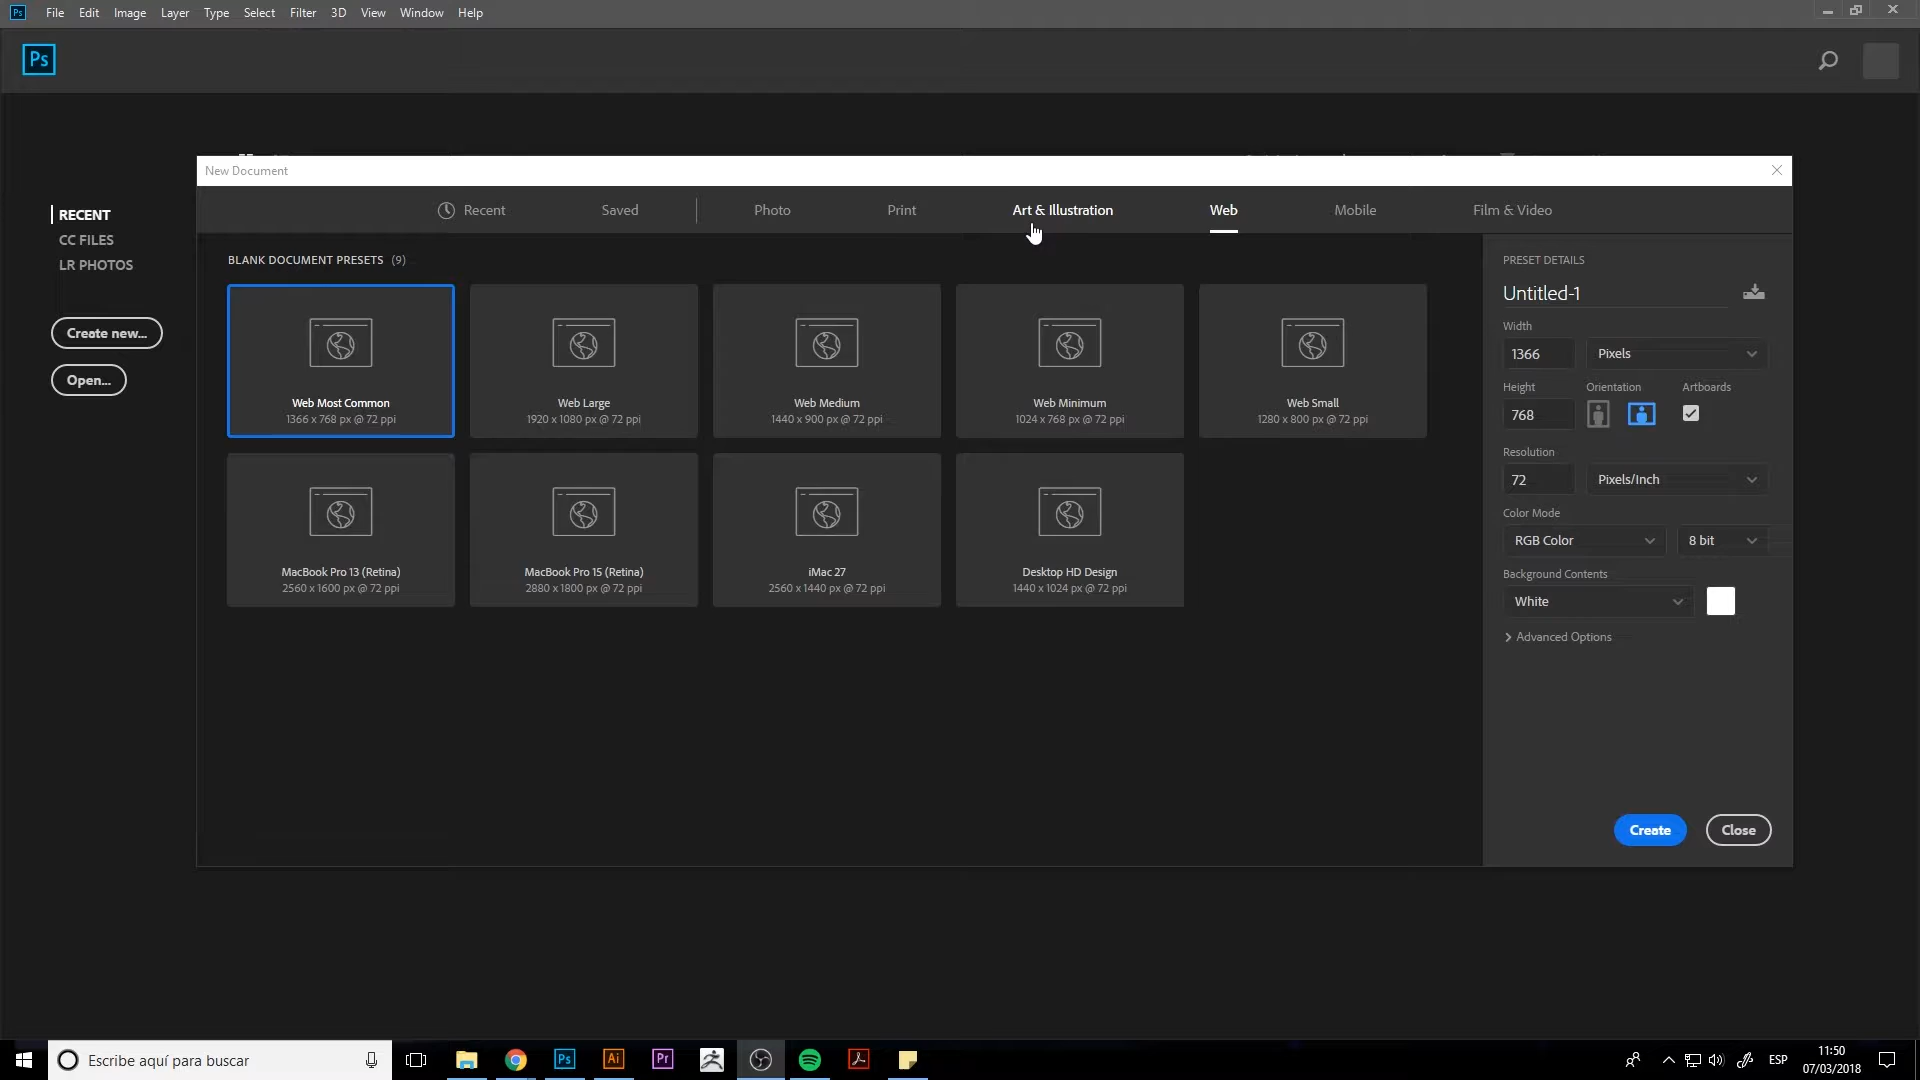 Ps File Edit Image Layer Type Select Filter 3D View Window Help
Ps
New Document
Recent Saved Photo Print Art & Illustration Web Mobile Film & Video
RECENT
CC FILES
LR PHOTOS
Create new...
Open...
BLANK DOCUMENT PRESETS (9)
Web Most Common
1366 x 768 px @ 72 ppi
Web Large
1920 x 1080 px @ 72 ppi
Web Medium
1440 x 900 px @ 72 ppi
Web Minimum
1024 x 768 px @ 72 ppi
Web Small
1280 x 800 px @ 72 ppi
MacBook Pro 13 (Retina)
2560 x 1600 px @ 72 ppi
MacBook Pro 15 (Retina)
2880 x 1800 px @ 72 ppi
iMac 27
2560 x 1440 px @ 72 ppi
Desktop HD Design
1440 x 1024 px @ 72 ppi
PRESET DETAILS
Untitled-1
Width
1366 Pixels
Height Orientation Artboards
768
Resolution
72 Pixels/Inch
Color Mode
RGB Color 8 bit
Background Contents
White
Advanced Options
Create Close
Escribe aquí para buscar
Ps Ai Pr
ESP
11:50
07/03/2018